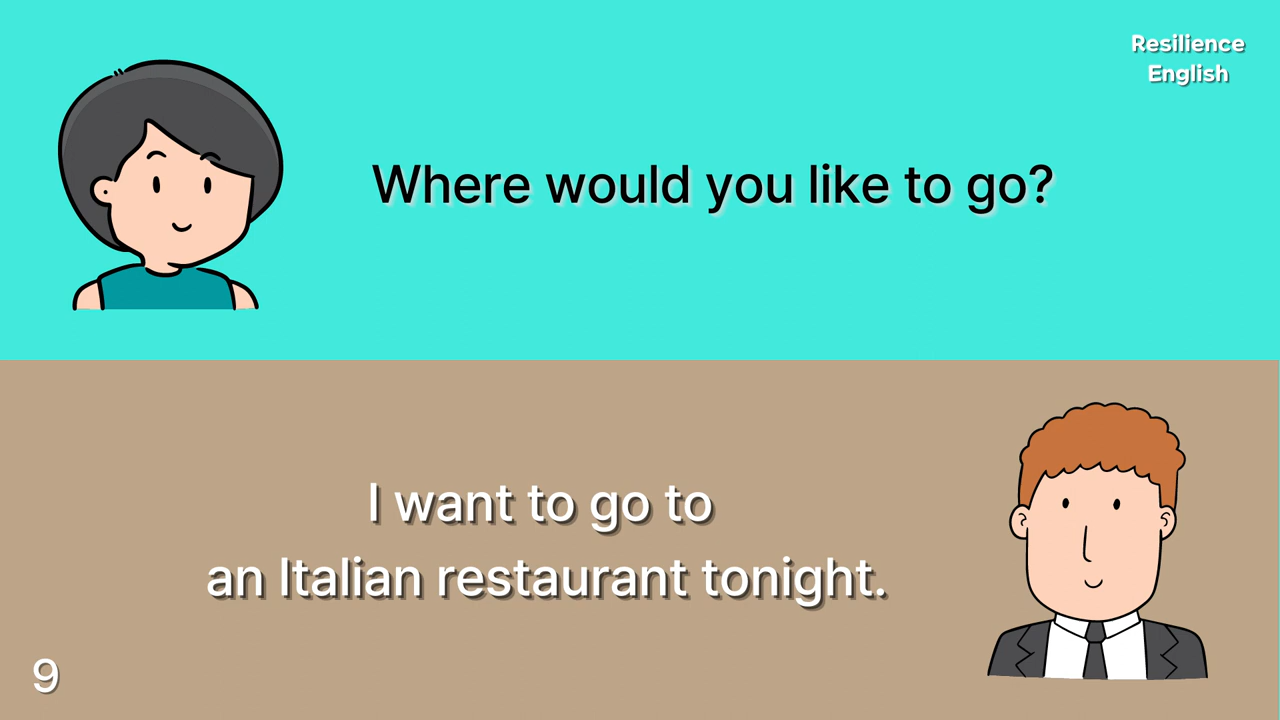 Resilience
English
Where would you like to go?
I want to go to
an Italian restaurant tonight.
9